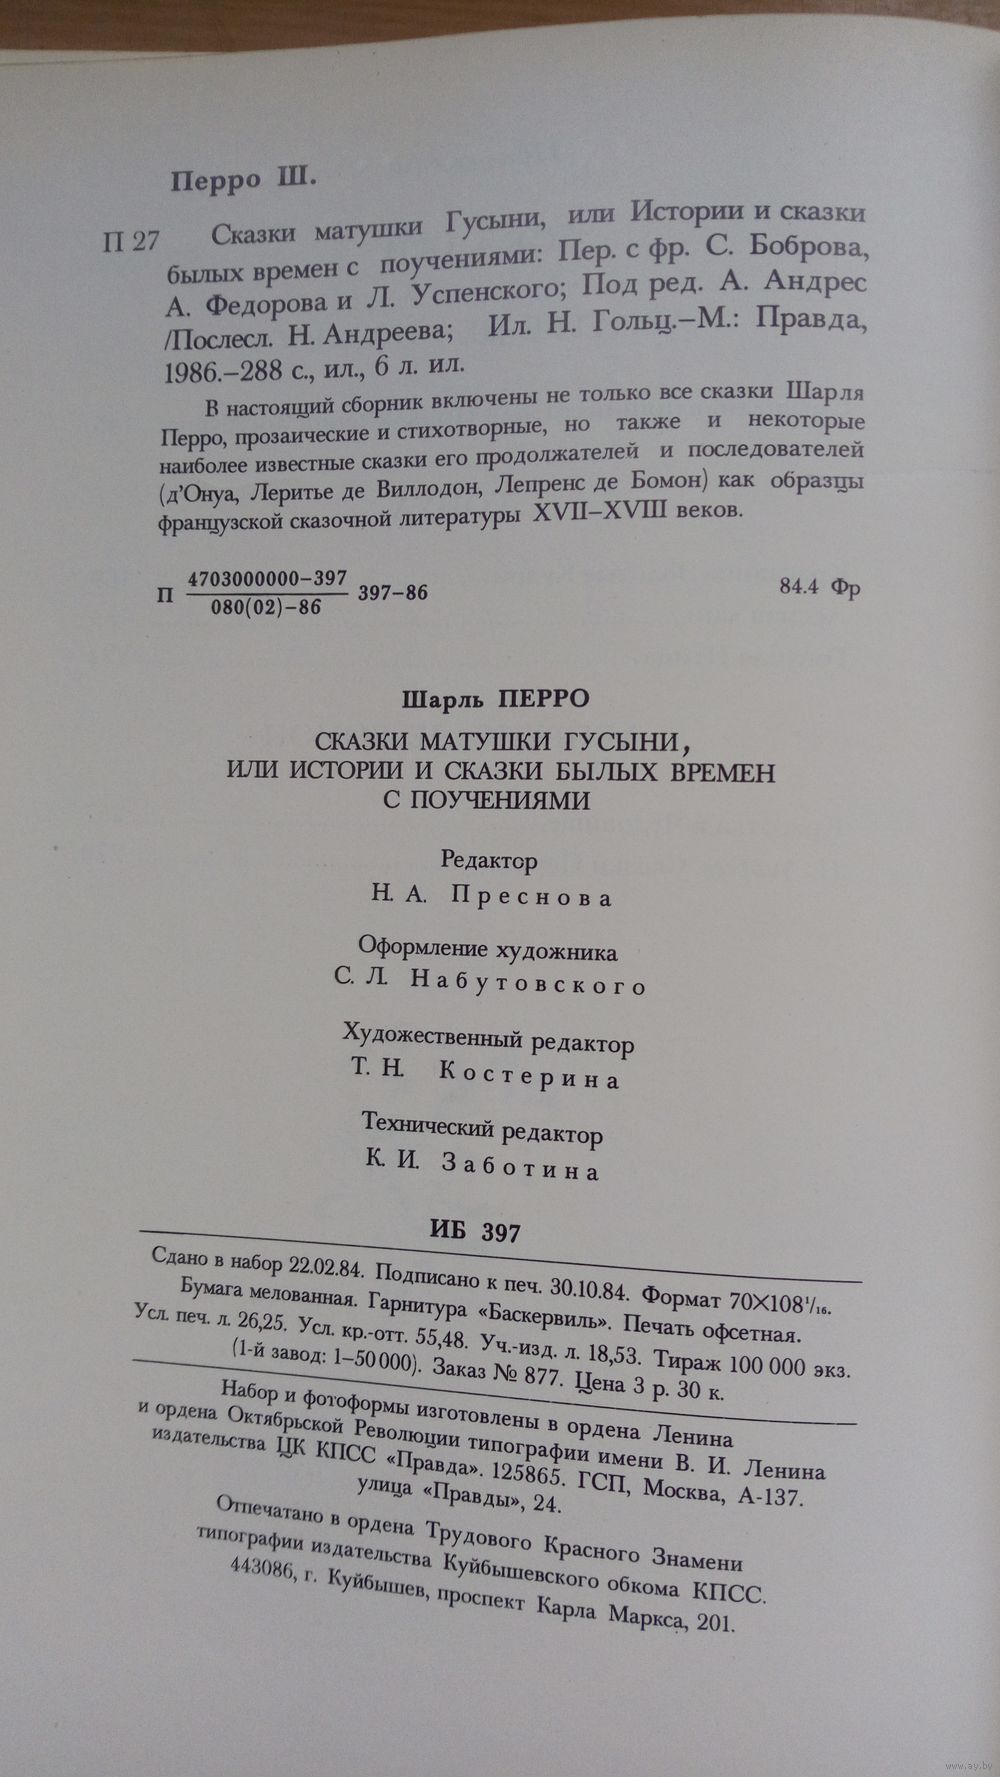 Перро Ш.
П 27 Сказки матушки Гусыни, или Истории и сказки
былых времен с поучениями: Пер. с фр. С. Боброва,
А. Федорова и Л. Успенского; Под ред. А. Андрес
/Послесл. Н. Андреева; Ил. Н. Гольц.–М.: Правда,
1986.–288 с., ил., 6 л. ил.
В настоящий сборник включены не только все сказки Шарля
Перро, прозаические и стихотворные, но также и некоторые
наиболее известные сказки его продолжателей и последователей
(д’Онуа, Леритье де Виллодон, Лепренс де Бомон) как образцы
французской сказочной литературы XVII–XVIII веков.
П 4703000000–397 / 080(02)–86 397–86 84.4 Фр
Шарль ПЕРРО
СКАЗКИ МАТУШКИ ГУСЫНИ,
ИЛИ ИСТОРИИ И СКАЗКИ БЫЛЫХ ВРЕМЕН
С ПОУЧЕНИЯМИ
Редактор
Н. А. Преснова
Оформление художника
С. Л. Набутовского
Художественный редактор
Т. Н. Костерина
Технический редактор
К. И. Заботина
ИБ 397
Сдано в набор 22.02.84. Подписано к печ. 30.10.84. Формат 70×108¹/₁₆.
Бумага мелованная. Гарнитура «Баскервиль». Печать офсетная.
Усл. печ. л. 26,25. Усл. кр.-отт. 55,48. Уч.-изд. л. 18,53. Тираж 100 000 экз.
(1-й завод: 1–50 000). Заказ № 877. Цена 3 р. 30 к.
Набор и фотоформы изготовлены в ордена Ленина
и ордена Октябрьской Революции типографии имени В. И. Ленина
издательства ЦК КПСС «Правда». 125865. ГСП, Москва, А-137.
улица «Правды», 24.
Отпечатано в ордена Трудового Красного Знамени
типографии издательства Куйбышевского обкома КПСС.
443086, г. Куйбышев, проспект Карла Маркса, 201.
www.ay.by